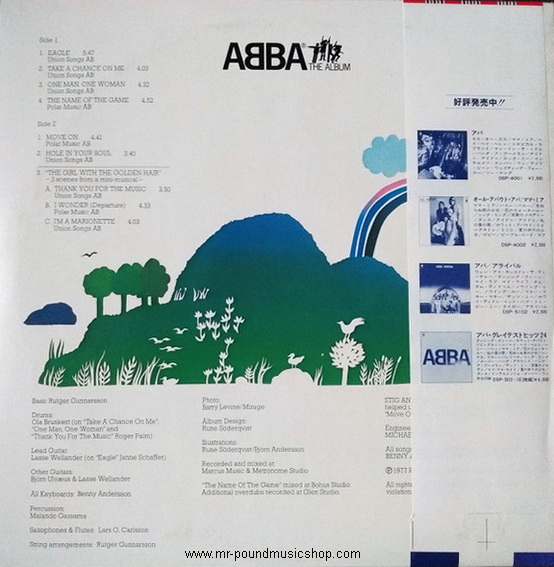 Side 1
1. EAGLE 5.47
Union Songs AB
2. TAKE A CHANCE ON ME 4.03
Union Songs AB
3. ONE MAN, ONE WOMAN 4.32
Union Songs AB
4. THE NAME OF THE GAME 4.52
Polar Music AB
Side 2
1. MOVE ON 4.41
Polar Music AB
2. HOLE IN YOUR SOUL 3.40
Union Songs AB
3 "THE GIRL WITH THE GOLDEN HAIR"
– 3 scenes from a mini-musical –
A. THANK YOU FOR THE MUSIC 3.50
Union Songs AB
B. I WONDER (Departure) 4.33
Polar Music AB
C. I'M A MARIONETTE 4.03
Union Songs AB
ABBA
THE ALBUM
Bass: Rutger Gunnarsson
Drums:
Ola Brunkert (on "Take A Chance On Me",
"One Man, One Woman" and
"Thank You For The Music" Roger Palm)
Lead Guitar:
Lasse Wellander (on "Eagle" Janne Schaffer)
Other Guitars:
Björn Ulvæus & Lasse Wellander
All Keyboards: Benny Andersson
Percussion:
Malando Gassama
Saxophones & Flutes: Lars O. Carlsson
String arrangements: Rutger Gunnarsson
Photo:
Barry Levine/Mirage
Album Design:
Rune Söderqvist
Illustrations:
Rune Söderqvist/Björn Andersson
Recorded and mixed at
Marcus Music & Metronome Studio
"The Name Of The Game" mixed at Bohus Studio.
Additional overdubs recorded at Glen Studio
STIG AN
helped
"Move O
Engineer
MICHAE
All songs
BENNY
Ⓟ 1977
All rights
violation
好評発売中!!
アバ
DSP-4001
オール・アバウト・アバ/ママ・ミア
DSP-4002
アバ/アライバル
DSP-5102
アバ・グレイテスト・ヒッツ24
ABBA
www.mr-poundmusicshop.com